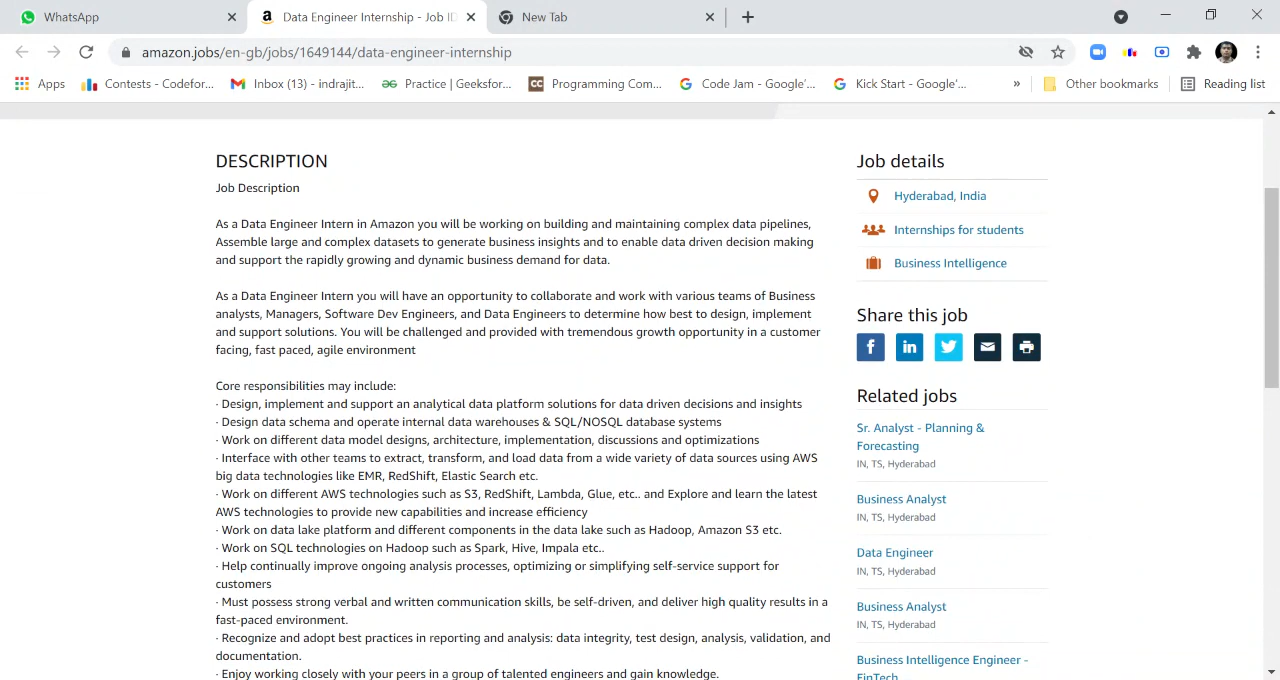 WhatsApp
Data Engineer Internship - Job ID
New Tab
amazon.jobs/en-gb/jobs/1649144/data-engineer-internship
Apps
Contests - Codefor...
Inbox (13) - indrajit...
Practice | Geeksfor...
CC
Programming Com...
Code Jam - Google'...
Kick Start - Google'...
»
Other bookmarks
Reading list
DESCRIPTION
Job Description
As a Data Engineer Intern in Amazon you will be working on building and maintaining complex data pipelines,
Assemble large and complex datasets to generate business insights and to enable data driven decision making
and support the rapidly growing and dynamic business demand for data.
As a Data Engineer Intern you will have an opportunity to collaborate and work with various teams of Business
analysts, Managers, Software Dev Engineers, and Data Engineers to determine how best to design, implement
and support solutions. You will be challenged and provided with tremendous growth opportunity in a customer
facing, fast paced, agile environment
Core responsibilities may include:
· Design, implement and support an analytical data platform solutions for data driven decisions and insights
· Design data schema and operate internal data warehouses & SQL/NOSQL database systems
· Work on different data model designs, architecture, implementation, discussions and optimizations
· Interface with other teams to extract, transform, and load data from a wide variety of data sources using AWS
big data technologies like EMR, RedShift, Elastic Search etc.
· Work on different AWS technologies such as S3, RedShift, Lambda, Glue, etc.. and Explore and learn the latest
AWS technologies to provide new capabilities and increase efficiency
· Work on data lake platform and different components in the data lake such as Hadoop, Amazon S3 etc.
· Work on SQL technologies on Hadoop such as Spark, Hive, Impala etc..
· Help continually improve ongoing analysis processes, optimizing or simplifying self-service support for
customers
· Must possess strong verbal and written communication skills, be self-driven, and deliver high quality results in a
fast-paced environment.
· Recognize and adopt best practices in reporting and analysis: data integrity, test design, analysis, validation, and
documentation.
· Enjoy working closely with your peers in a group of talented engineers and gain knowledge.
Job details
Hyderabad, India
Internships for students
Business Intelligence
Share this job
Related jobs
Sr. Analyst - Planning &
Forecasting
IN, TS, Hyderabad
Business Analyst
IN, TS, Hyderabad
Data Engineer
IN, TS, Hyderabad
Business Analyst
IN, TS, Hyderabad
Business Intelligence Engineer -
FinTech